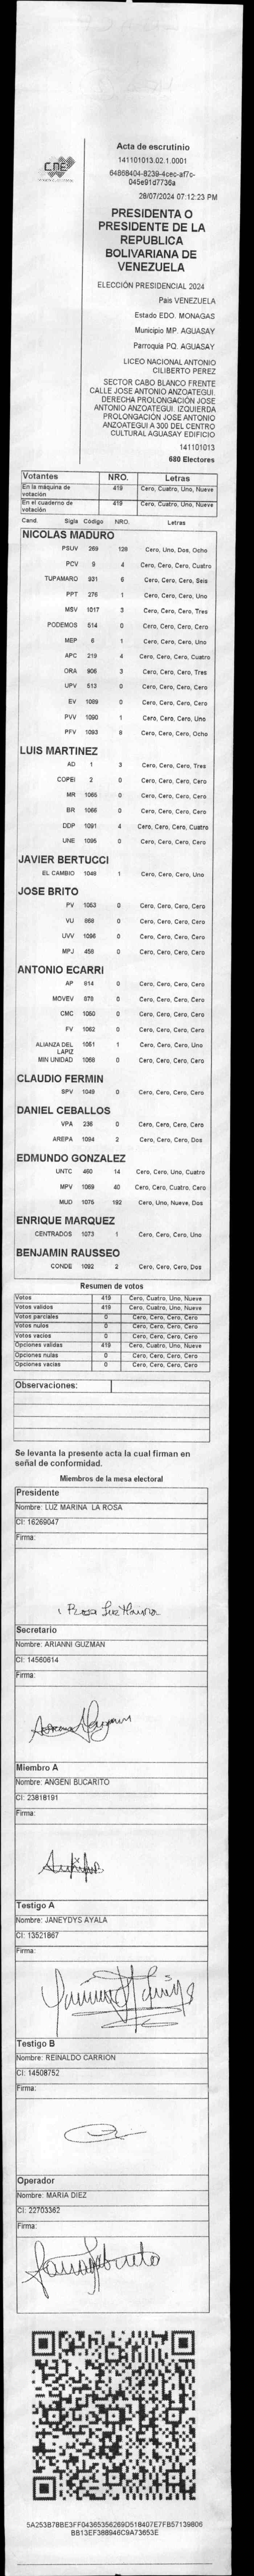 CNE
Acta de escrutinio
141101013.02.1.0001
64868404-8239-4cec-af7c-
045e91d7736a
28/07/2024 07:12:23 PM
PRESIDENTA O
PRESIDENTE DE LA
REPUBLICA
BOLIVARIANA DE
VENEZUELA
ELECCIÓN PRESIDENCIAL 2024
Pais VENEZUELA
Estado EDO. MONAGAS
Municipio MP. AGUASAY
Parroquia PQ. AGUASAY
LICEO NACIONAL ANTONIO
CILIBERTO PEREZ
SECTOR CABO BLANCO FRENTE
CALLE JOSE ANTONIO ANZOATEGUI.
DERECHA PROLONGACIÓN JOSE
ANTONIO ANZOATEGUI. IZQUIERDA
PROLONGACIÓN JOSE ANTONIO
ANZOATEGUI A 300 DEL CENTRO
CULTURAL AGUASAY EDIFICIO
141101013
680 Electores
Votantes NRO. Letras
En la máquina de votación 419 Cero, Cuatro, Uno, Nueve
En el cuaderno de votación 419 Cero, Cuatro, Uno, Nueve
Cand. Sigla Código NRO. Letras
NICOLAS MADURO
PSUV 269 128 Cero, Uno, Dos, Ocho
PCV 9 4 Cero, Cero, Cero, Cuatro
TUPAMARO 931 6 Cero, Cero, Cero, Seis
PPT 276 1 Cero, Cero, Cero, Uno
MSV 1017 3 Cero, Cero, Cero, Tres
PODEMOS 514 0 Cero, Cero, Cero, Cero
MEP 6 1 Cero, Cero, Cero, Uno
APC 219 4 Cero, Cero, Cero, Cuatro
ORA 906 3 Cero, Cero, Cero, Tres
UPV 513 0 Cero, Cero, Cero, Cero
EV 1089 0 Cero, Cero, Cero, Cero
PVV 1090 1 Cero, Cero, Cero, Uno
PFV 1093 8 Cero, Cero, Cero, Ocho
LUIS MARTINEZ
AD 1 3 Cero, Cero, Cero, Tres
COPEI 2 0 Cero, Cero, Cero, Cero
MR 1065 0 Cero, Cero, Cero, Cero
BR 1066 0 Cero, Cero, Cero, Cero
DDP 1091 4 Cero, Cero, Cero, Cuatro
UNE 1095 0 Cero, Cero, Cero, Cero
JAVIER BERTUCCI
EL CAMBIO 1048 1 Cero, Cero, Cero, Uno
JOSE BRITO
PV 1053 0 Cero, Cero, Cero, Cero
VU 868 0 Cero, Cero, Cero, Cero
UVV 1096 0 Cero, Cero, Cero, Cero
MPJ 458 0 Cero, Cero, Cero, Cero
ANTONIO ECARRI
AP 914 0 Cero, Cero, Cero, Cero
MOVEV 878 0 Cero, Cero, Cero, Cero
CMC 1050 0 Cero, Cero, Cero, Cero
FV 1062 0 Cero, Cero, Cero, Cero
ALIANZA DEL LAPIZ 1051 1 Cero, Cero, Cero, Uno
MIN UNIDAD 1068 0 Cero, Cero, Cero, Cero
CLAUDIO FERMIN
SPV 1049 0 Cero, Cero, Cero, Cero
DANIEL CEBALLOS
VPA 236 0 Cero, Cero, Cero, Cero
AREPA 1094 2 Cero, Cero, Cero, Dos
EDMUNDO GONZALEZ
UNTC 460 14 Cero, Cero, Uno, Cuatro
MPV 1069 40 Cero, Cero, Cuatro, Cero
MUD 1075 192 Cero, Uno, Nueve, Dos
ENRIQUE MARQUEZ
CENTRADOS 1073 1 Cero, Cero, Cero, Uno
BENJAMIN RAUSSEO
CONDE 1092 2 Cero, Cero, Cero, Dos
Resumen de votos
Votos 419 Cero, Cuatro, Uno, Nueve
Votos validos 419 Cero, Cuatro, Uno, Nueve
Votos parciales 0 Cero, Cero, Cero, Cero
Votos nulos 0 Cero, Cero, Cero, Cero
Votos vacios 0 Cero, Cero, Cero, Cero
Opciones validas 419 Cero, Cuatro, Uno, Nueve
Opciones nulas 0 Cero, Cero, Cero, Cero
Opciones vacias 0 Cero, Cero, Cero, Cero
Observaciones:
Se levanta la presente acta la cual firman en
señal de conformidad.
Miembros de la mesa electoral
Presidente
Nombre: LUZ MARINA LA ROSA
CI: 16269047
Firma:
Rosa Luz Marina
Secretario
Nombre: ARIANNI GUZMAN
CI: 14560614
Firma:
Miembro A
Nombre: ANGENI BUCARITO
CI: 23818191
Firma:
Testigo A
Nombre: JANEYDYS AYALA
CI: 13521867
Firma:
Testigo B
Nombre: REINALDO CARRION
CI: 14508752
Firma:
Operador
Nombre: MARIA DIEZ
CI: 22703362
Firma:
5A253B78BE3FF04365356269D518407E7FB57139806
BB13EF388946C9A73653E